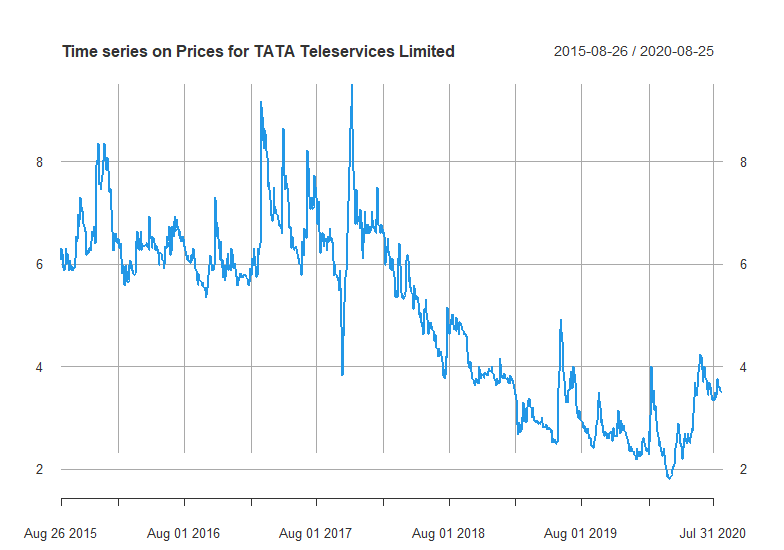 Time series on Prices for TATA Teleservices Limited 2015-08-26 / 2020-08-25
8 8
6 6
4 4
2 2
Aug 26 2015 Aug 01 2016 Aug 01 2017 Aug 01 2018 Aug 01 2019 Jul 31 2020